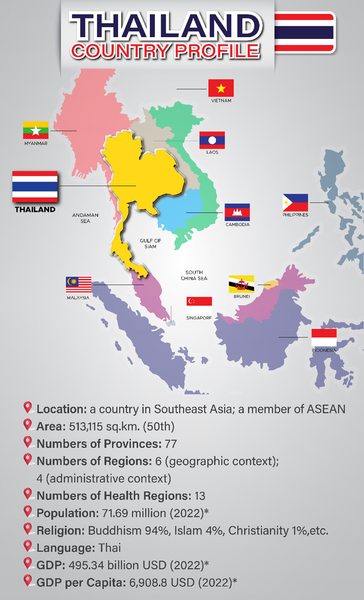 THAILAND
COUNTRY PROFILE
VIETNAM
MYANMAR
LAOS
THAILAND
PHILIPPINES
ANDAMAN
SEA
CAMBODIA
GULF OF
SIAM
SOUTH
CHINA SEA
MALAYSIA
BRUNEI
SINGAPORE
INDONESIA
Location: a country in Southeast Asia; a member of ASEAN
Area: 513,115 sq.km. (50th)
Numbers of Provinces: 77
Numbers of Regions: 6 (geographic context);
4 (administrative context)
Numbers of Health Regions: 13
Population: 71.69 million (2022)*
Religion: Buddhism 94%, Islam 4%, Christianity 1%,etc.
Language: Thai
GDP: 495.34 billion USD (2022)*
GDP per Capita: 6,908.8 USD (2022)*